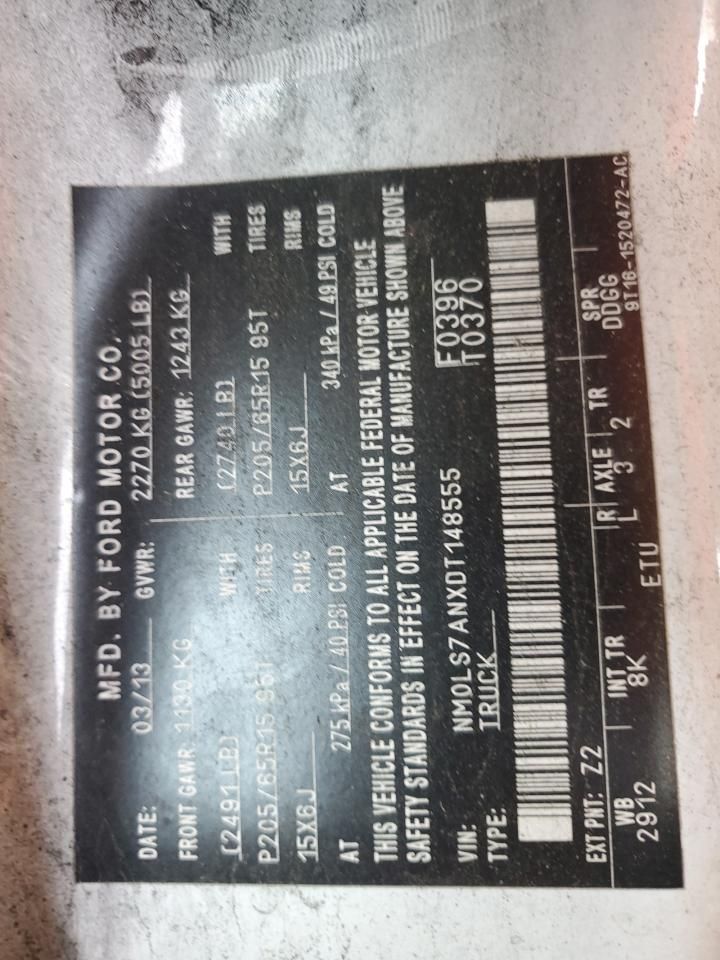 MFD. BY FORD MOTOR CO.
DATE: 03/13 GVWR: 2270 KG (5005 LB)
FRONT GAWR: 1130 KG REAR GAWR: 1243 KG
(2491 LB) WITH (2740 LB) WITH
P205/65R15 95T TIRES P205/65R15 95T TIRES
15X6J RIMS 15X6J RIMS
AT 275 kPa / 40 PSI COLD AT 340 kPa / 49 PSI COLD
THIS VEHICLE CONFORMS TO ALL APPLICABLE FEDERAL MOTOR VEHICLE
SAFETY STANDARDS IN EFFECT ON THE DATE OF MANUFACTURE SHOWN ABOVE
VIN: NM0LS7ANXDT148555 F0396
TYPE: TRUCK T0370
EXT PNT: Z2
WB INT TR R AXLE TR SPR
2912 8K L 3 2 DDGG
ETU 9T16-1520472-AC